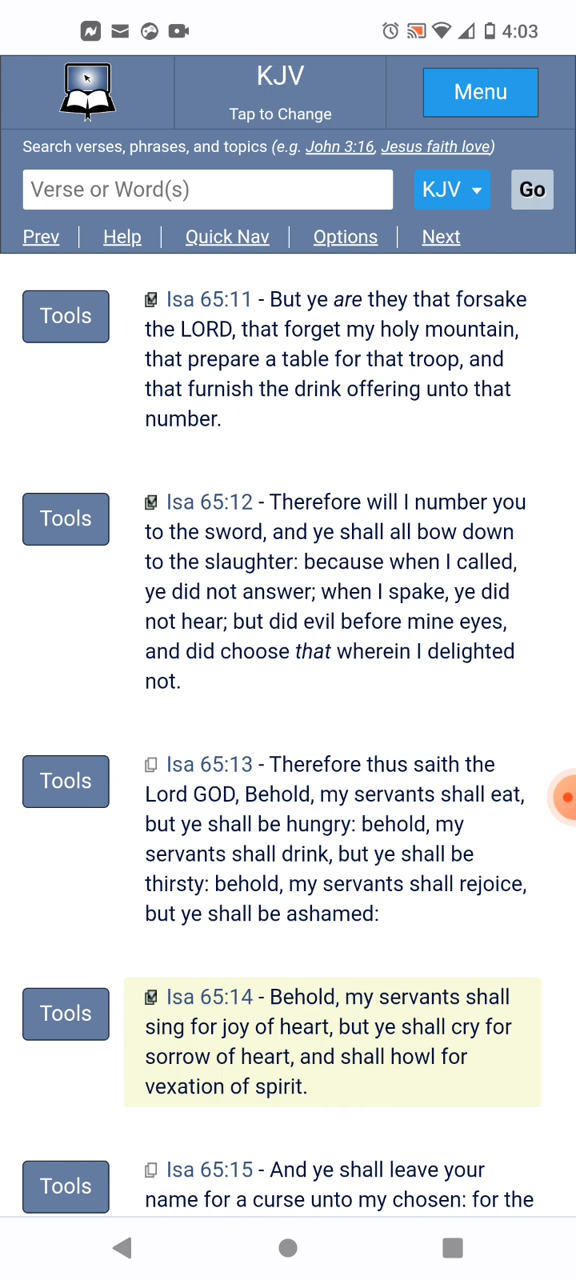 4:03
KJV
Tap to Change
Menu
Search verses, phrases, and topics (e.g. John 3:16, Jesus faith love)
Verse or Word(s)
KJV
Go
Prev
Help
Quick Nav
Options
Next
Tools
Isa 65:11 - But ye are they that forsake
the LORD, that forget my holy mountain,
that prepare a table for that troop, and
that furnish the drink offering unto that
number.
Tools
Isa 65:12 - Therefore will I number you
to the sword, and ye shall all bow down
to the slaughter: because when I called,
ye did not answer; when I spake, ye did
not hear; but did evil before mine eyes,
and did choose that wherein I delighted
not.
Tools
Isa 65:13 - Therefore thus saith the
Lord GOD, Behold, my servants shall eat,
but ye shall be hungry: behold, my
servants shall drink, but ye shall be
thirsty: behold, my servants shall rejoice,
but ye shall be ashamed:
Tools
Isa 65:14 - Behold, my servants shall
sing for joy of heart, but ye shall cry for
sorrow of heart, and shall howl for
vexation of spirit.
Tools
Isa 65:15 - And ye shall leave your
name for a curse unto my chosen: for the